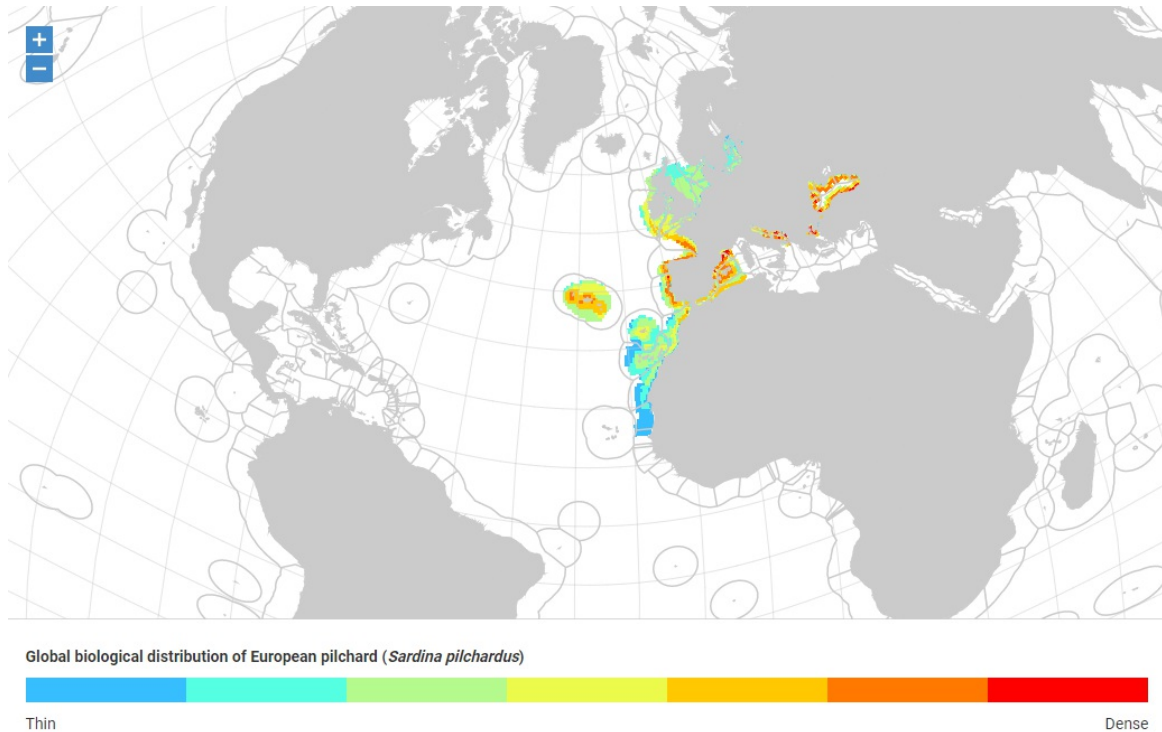 +
−
Global biological distribution of European pilchard (Sardina pilchardus)
Thin Dense